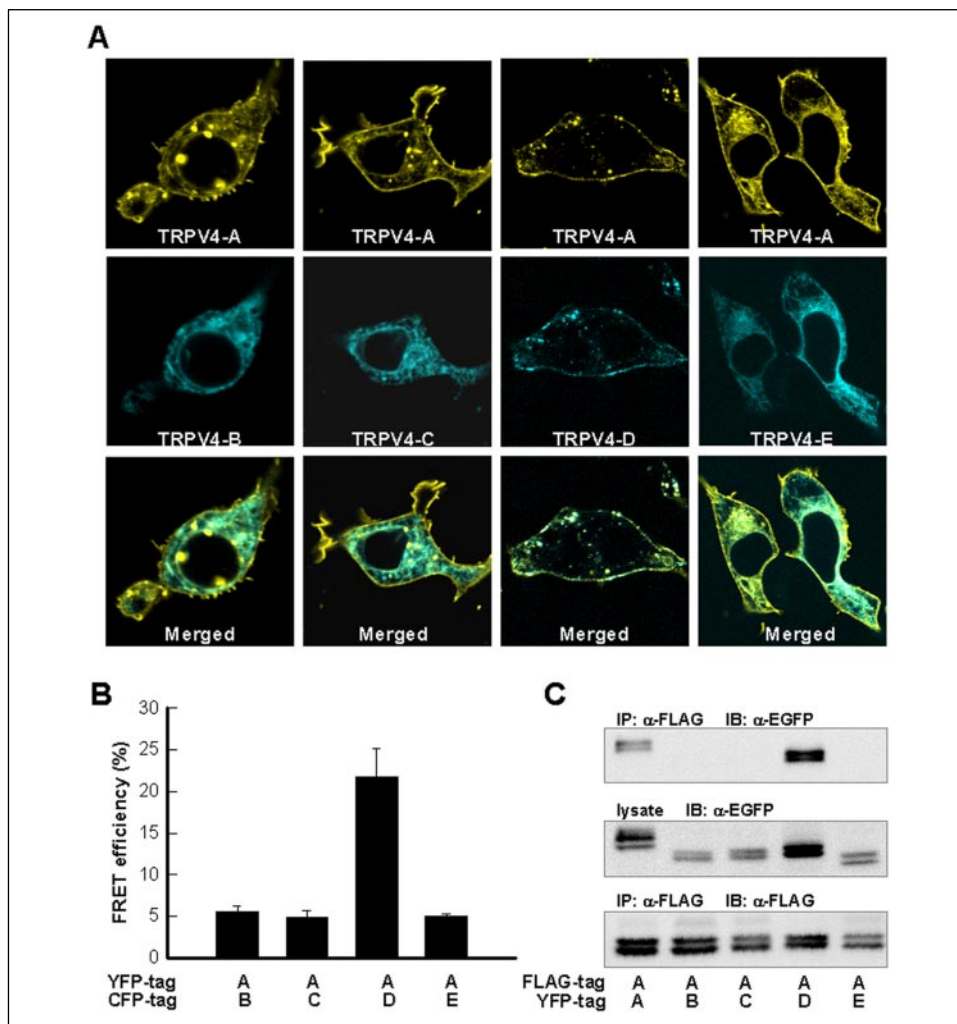 A
TRPV4-A TRPV4-A TRPV4-A TRPV4-A
TRPV4-B TRPV4-C TRPV4-D TRPV4-E
Merged Merged Merged Merged
B
FRET efficiency (%)
30
25
20
15
10
5
0
YFP-tag A A A A
CFP-tag B C D E
C
IP: α-FLAG IB: α-EGFP
lysate IB: α-EGFP
IP: α-FLAG IB: α-FLAG
FLAG-tag A A A A A
YFP-tag A B C D E